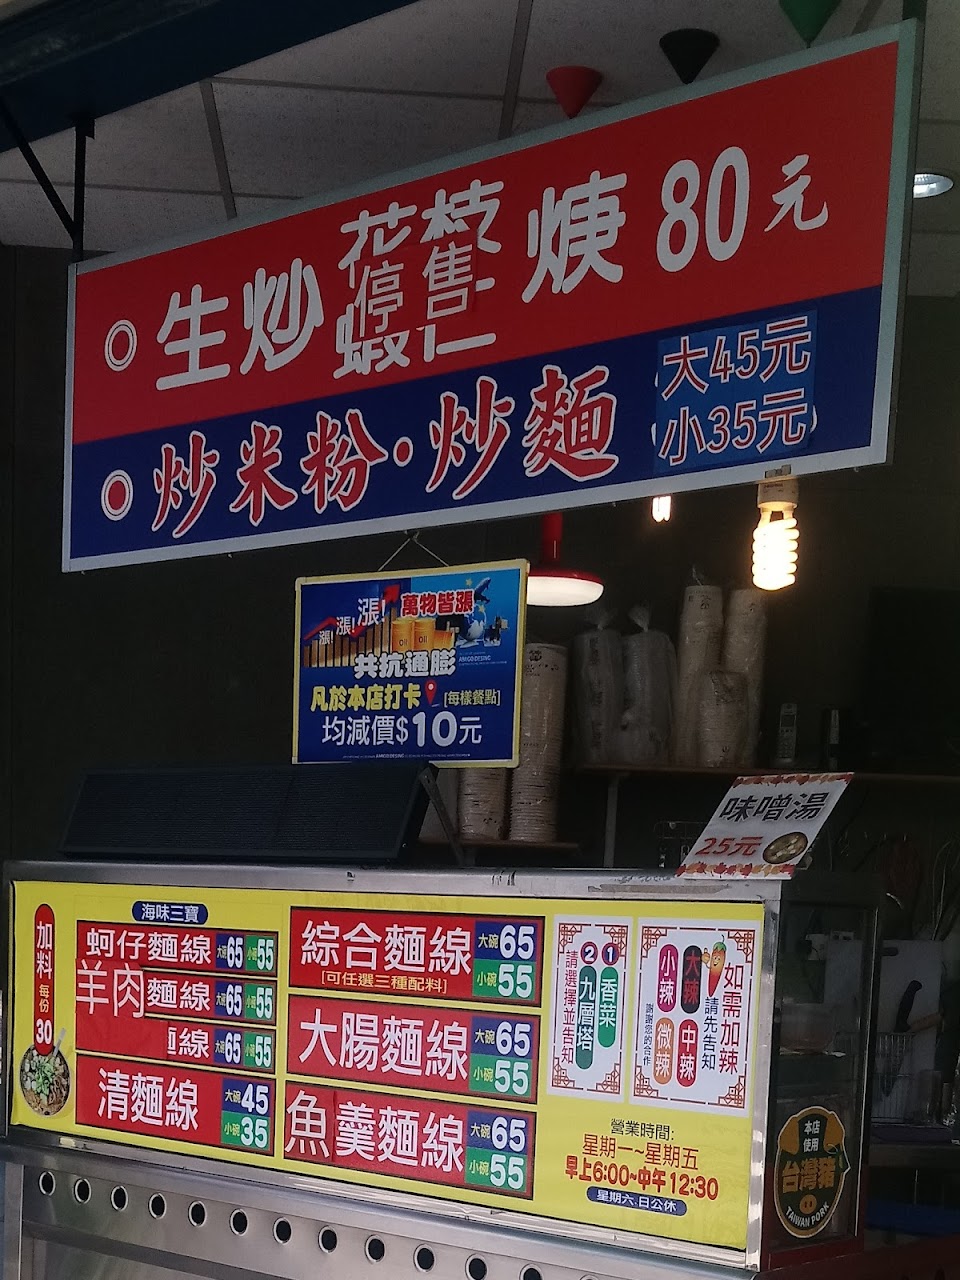 生炒花枝焿80元
停售
蝦仁
炒米粉·炒麵
大45元
小35元
漲!漲!漲!
萬物皆漲
共抗通膨
凡於本店打卡[每樣餐點]
均減價$10元
味噌湯
25元
加料每份30
海味三寶
蚵仔麵線 大碗65 小碗55
羊肉麵線 大碗65 小碗55
麵線 大碗65 小碗55
清麵線 大碗45 小碗35
綜合麵線 大碗65 小碗55
[可任選三種配料]
大腸麵線 大碗65 小碗55
魚羹麵線 大碗65 小碗55
1香菜
2九層塔
請選擇並告知
如需加辣
請先告知
大辣 中辣
小辣 微辣
謝謝您的合作
營業時間:
星期一~星期五
早上6:00~中午12:30
星期六.日公休
本店
使用
台灣豬
TAIWAN PORK